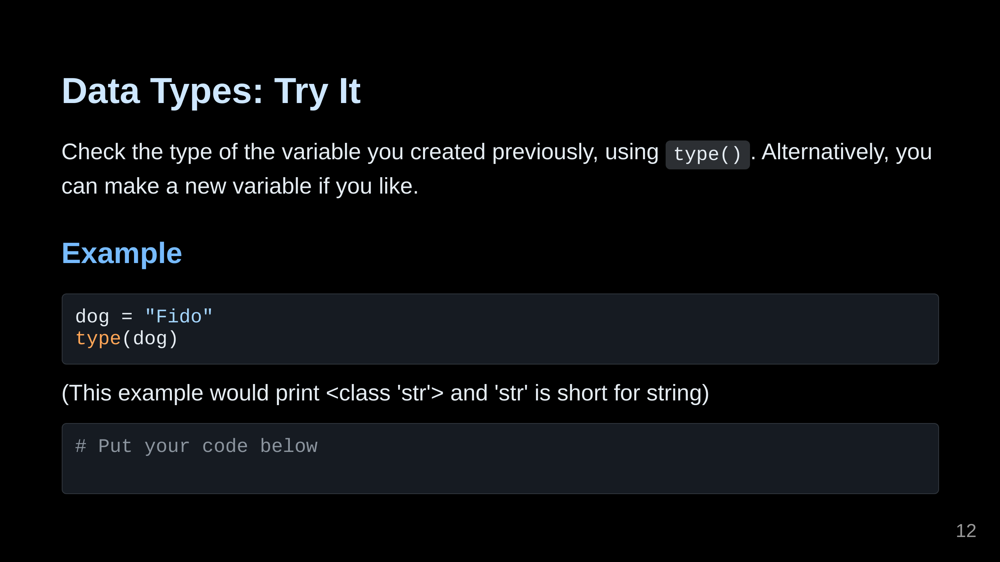 Data Types: Try It
Check the type of the variable you created previously, using type(). Alternatively, you
can make a new variable if you like.
Example
dog = "Fido"
type(dog)
(This example would print <class 'str'> and 'str' is short for string)
# Put your code below
12